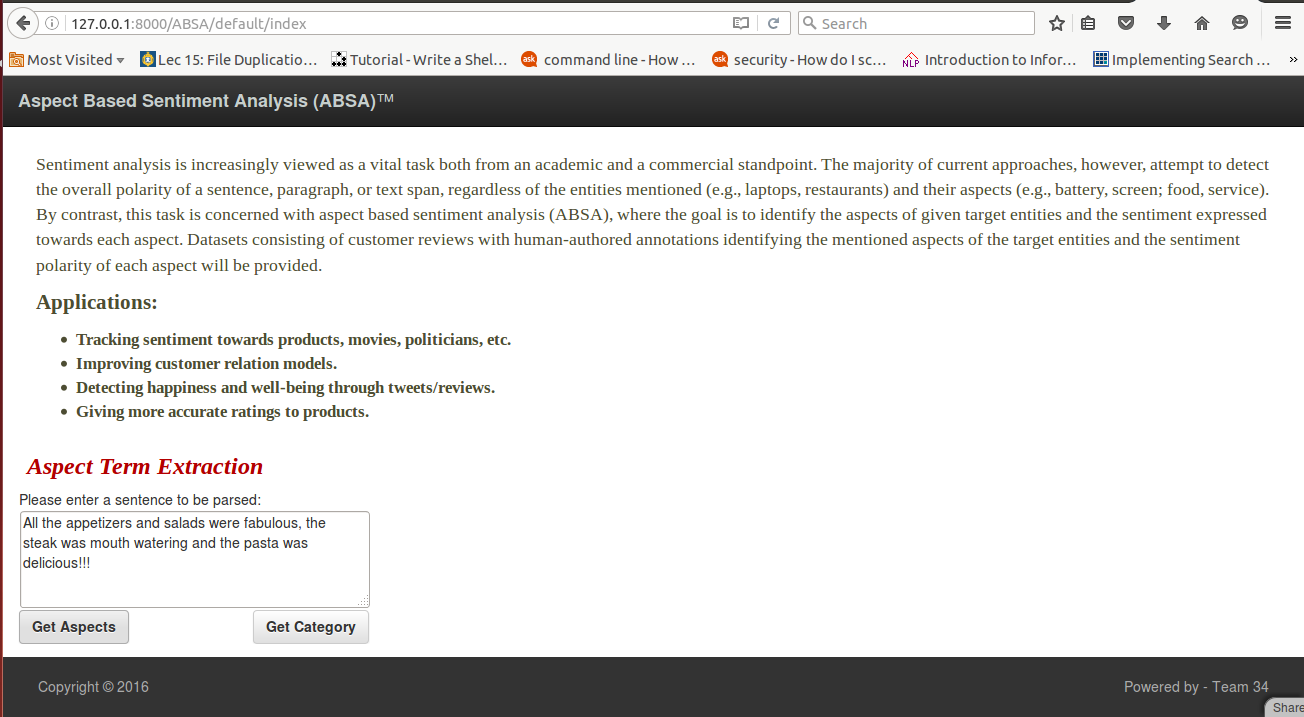 127.0.0.1:8000/ABSA/default/index
Search
Most Visited
Lec 15: File Duplicatio...
Tutorial - Write a Shel...
ask
command line - How ...
ask
security - How do I sc...
NLP
Introduction to Infor...
Implementing Search ...
»
Aspect Based Sentiment Analysis (ABSA)™
Sentiment analysis is increasingly viewed as a vital task both from an academic and a commercial standpoint. The majority of current approaches, however, attempt to detect
the overall polarity of a sentence, paragraph, or text span, regardless of the entities mentioned (e.g., laptops, restaurants) and their aspects (e.g., battery, screen; food, service).
By contrast, this task is concerned with aspect based sentiment analysis (ABSA), where the goal is to identify the aspects of given target entities and the sentiment expressed
towards each aspect. Datasets consisting of customer reviews with human-authored annotations identifying the mentioned aspects of the target entities and the sentiment
polarity of each aspect will be provided.
Applications:
• Tracking sentiment towards products, movies, politicians, etc.
• Improving customer relation models.
• Detecting happiness and well-being through tweets/reviews.
• Giving more accurate ratings to products.
Aspect Term Extraction
Please enter a sentence to be parsed:
All the appetizers and salads were fabulous, the
steak was mouth watering and the pasta was
delicious!!!
Get Aspects
Get Category
Copyright © 2016
Powered by - Team 34
Share